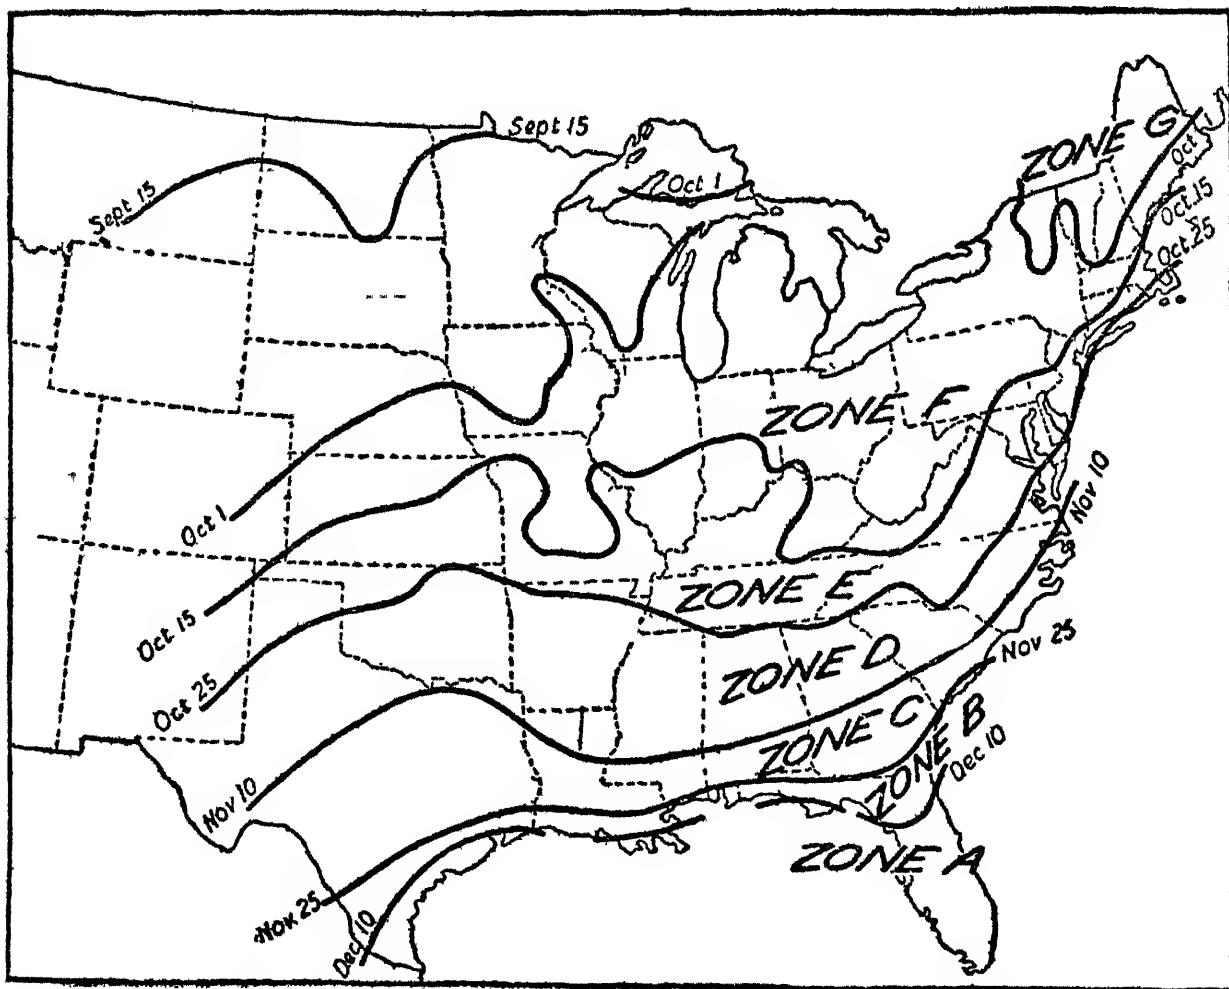 Sept 15
Sept 15
Oct 1
ZONE G
Oct 1
Oct. 15
Oct. 25
ZONE F
Oct 1
Oct 15
Oct 25
ZONE E
Nov 10
ZONE D
Nov 25
ZONE C
ZONE B
Dec 10
Nov 10
ZONE A
Nov 25
Dec 10